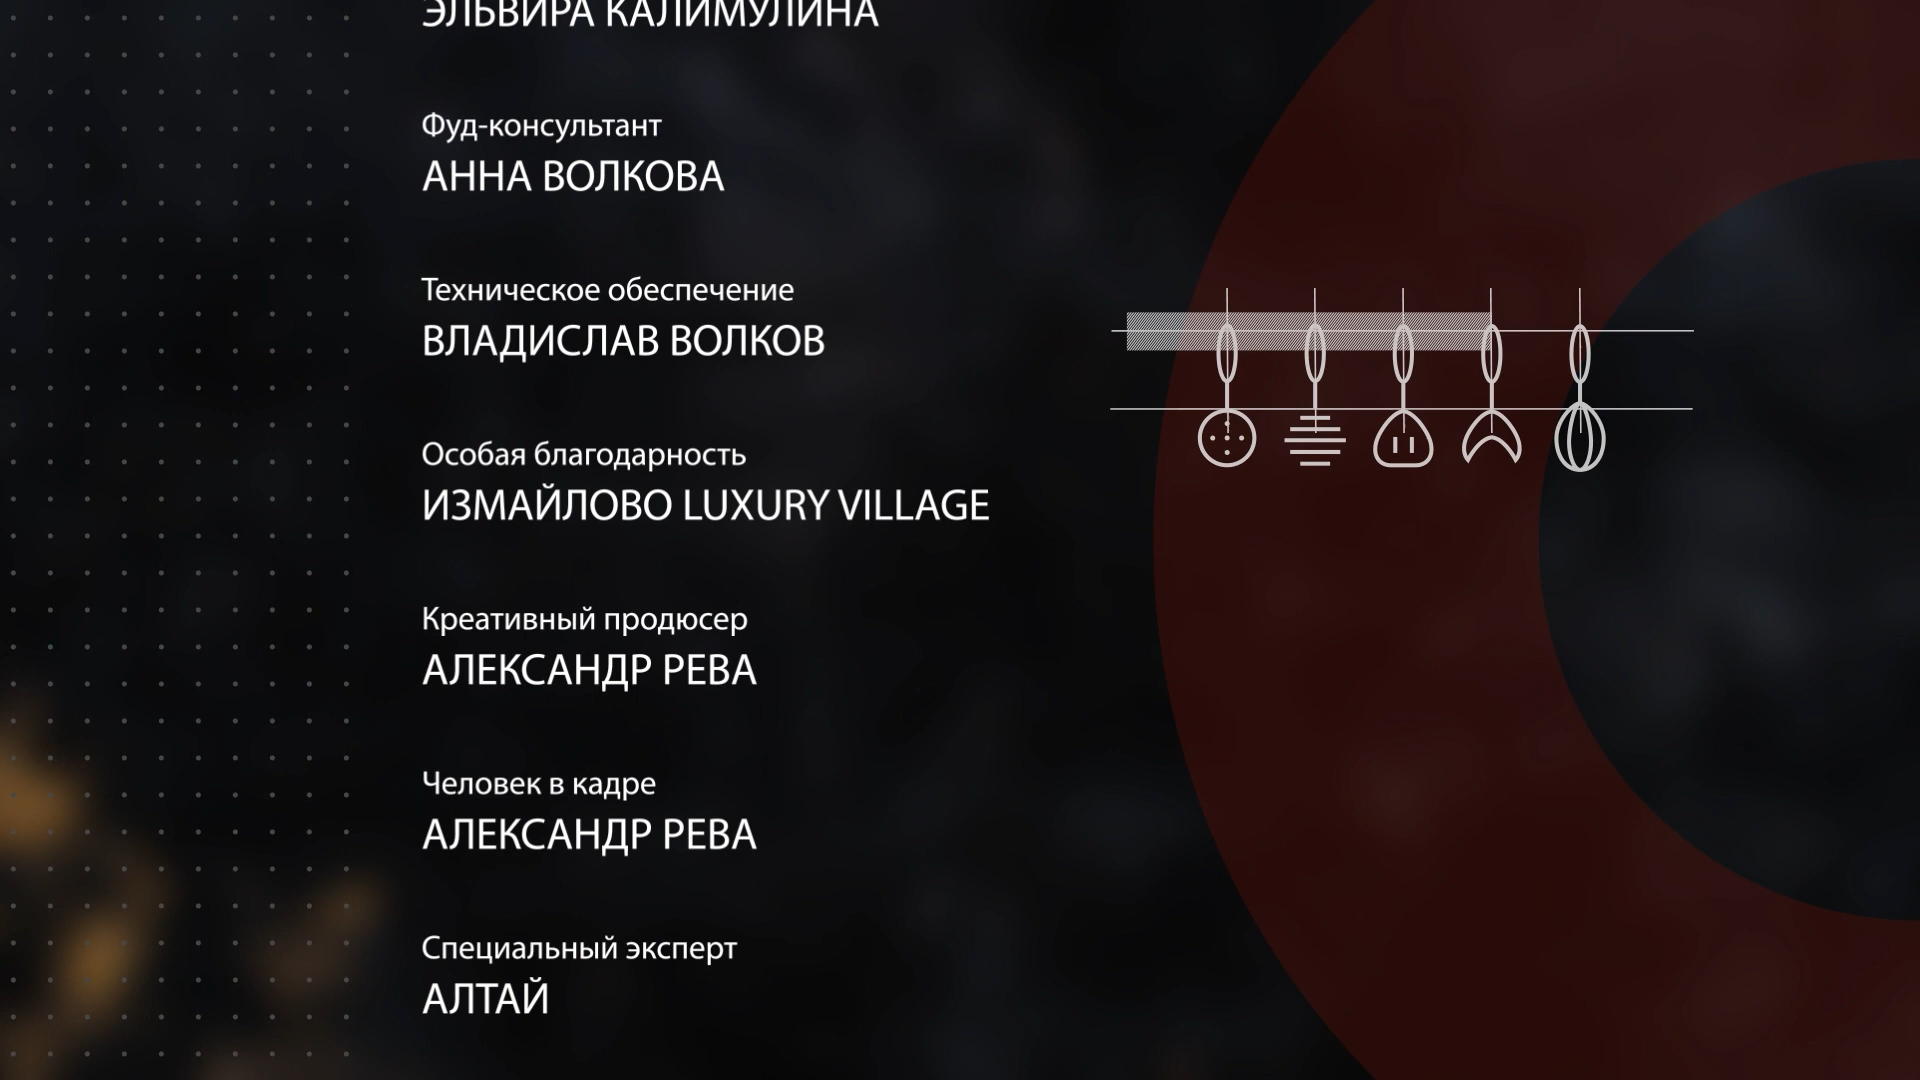 ЭЛЬВИРА КАЛИМУЛИНА
Фуд-консультант
АННА ВОЛКОВА
Техническое обеспечение
ВЛАДИСЛАВ ВОЛКОВ
Особая благодарность
ИЗМАЙЛОВО LUXURY VILLAGE
Креативный продюсер
АЛЕКСАНДР РЕВА
Человек в кадре
АЛЕКСАНДР РЕВА
Специальный эксперт
АЛТАЙ